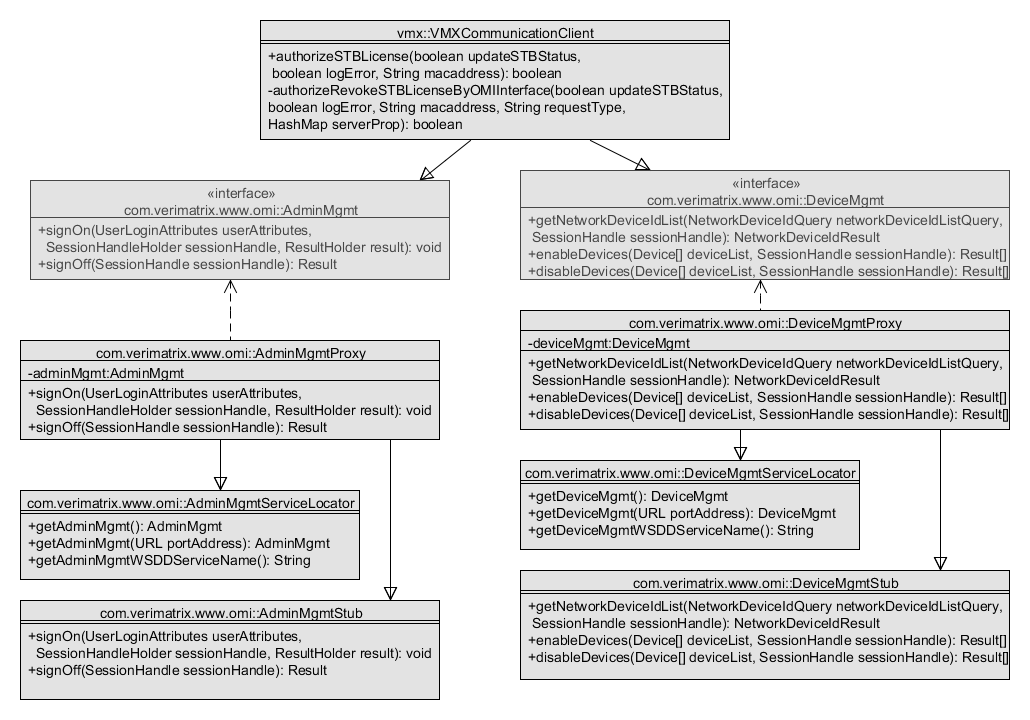 vmx::VMXCommunicationClient
+authorizeSTBLicense(boolean updateSTBStatus,
boolean logError, String macaddress): boolean
-authorizeRevokeSTBLicenseByOMIInterface(boolean updateSTBStatus,
boolean logError, String macaddress, String requestType,
HashMap serverProp): boolean
«interface»
com.verimatrix.www.omi::AdminMgmt
+signOn(UserLoginAttributes userAttributes,
SessionHandleHolder sessionHandle, ResultHolder result): void
+signOff(SessionHandle sessionHandle): Result
«interface»
com.verimatrix.www.omi::DeviceMgmt
+getNetworkDeviceIdList(NetworkDeviceIdQuery networkDeviceIdListQuery,
SessionHandle sessionHandle): NetworkDeviceIdResult
+enableDevices(Device[] deviceList, SessionHandle sessionHandle): Result[]
+disableDevices(Device[] deviceList, SessionHandle sessionHandle): Result[]
com.verimatrix.www.omi::AdminMgmtProxy
-adminMgmt:AdminMgmt
+signOn(UserLoginAttributes userAttributes,
SessionHandleHolder sessionHandle, ResultHolder result): void
+signOff(SessionHandle sessionHandle): Result
com.verimatrix.www.omi::DeviceMgmtProxy
-deviceMgmt:DeviceMgmt
+getNetworkDeviceIdList(NetworkDeviceIdQuery networkDeviceIdListQuery,
SessionHandle sessionHandle): NetworkDeviceIdResult
+enableDevices(Device[] deviceList, SessionHandle sessionHandle): Result[]
+disableDevices(Device[] deviceList, SessionHandle sessionHandle): Result[]
com.verimatrix.www.omi::AdminMgmtServiceLocator
+getAdminMgmt(): AdminMgmt
+getAdminMgmt(URL portAddress): AdminMgmt
+getAdminMgmtWSDDServiceName(): String
com.verimatrix.www.omi::DeviceMgmtServiceLocator
+getDeviceMgmt(): DeviceMgmt
+getDeviceMgmt(URL portAddress): DeviceMgmt
+getDeviceMgmtWSDDServiceName(): String
com.verimatrix.www.omi::AdminMgmtStub
+signOn(UserLoginAttributes userAttributes,
SessionHandleHolder sessionHandle, ResultHolder result): void
+signOff(SessionHandle sessionHandle): Result
com.verimatrix.www.omi::DeviceMgmtStub
+getNetworkDeviceIdList(NetworkDeviceIdQuery networkDeviceIdListQuery,
SessionHandle sessionHandle): NetworkDeviceIdResult
+enableDevices(Device[] deviceList, SessionHandle sessionHandle): Result[]
+disableDevices(Device[] deviceList, SessionHandle sessionHandle): Result[]